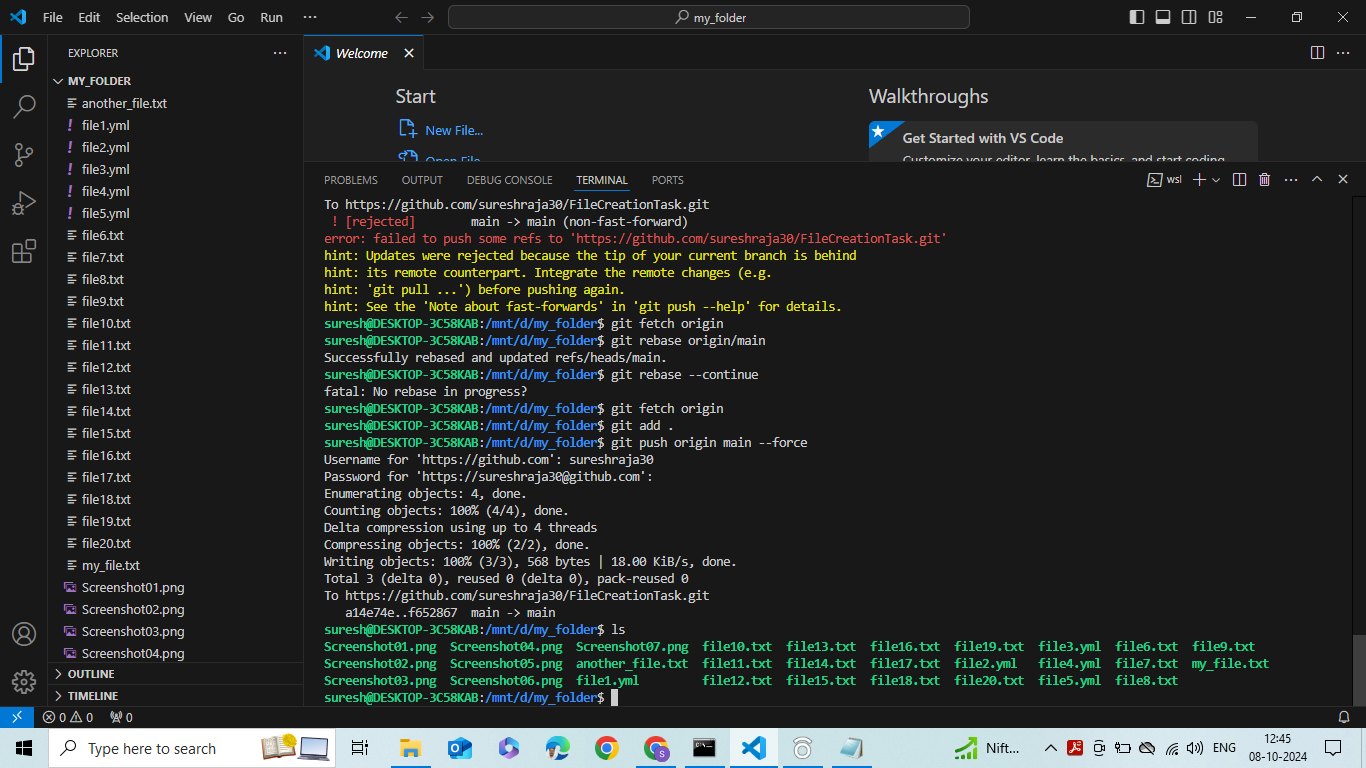 File Edit Selection View Go Run ··· my_folder
EXPLORER ···
MY_FOLDER
another_file.txt
! file1.yml
! file2.yml
! file3.yml
! file4.yml
! file5.yml
file6.txt
file7.txt
file8.txt
file9.txt
file10.txt
file11.txt
file12.txt
file13.txt
file14.txt
file15.txt
file16.txt
file17.txt
file18.txt
file19.txt
file20.txt
my_file.txt
Screenshot01.png
Screenshot02.png
Screenshot03.png
Screenshot04.png
OUTLINE
TIMELINE
Welcome
Start
New File...
Open File...
Walkthroughs
Get Started with VS Code
Customize your editor, learn the basics, and start coding
PROBLEMS OUTPUT DEBUG CONSOLE TERMINAL PORTS wsl
To https://github.com/sureshraja30/FileCreationTask.git
! [rejected] main -> main (non-fast-forward)
error: failed to push some refs to 'https://github.com/sureshraja30/FileCreationTask.git'
hint: Updates were rejected because the tip of your current branch is behind
hint: its remote counterpart. Integrate the remote changes (e.g.
hint: 'git pull ...') before pushing again.
hint: See the 'Note about fast-forwards' in 'git push --help' for details.
suresh@DESKTOP-3C58KAB:/mnt/d/my_folder$ git fetch origin
suresh@DESKTOP-3C58KAB:/mnt/d/my_folder$ git rebase origin/main
Successfully rebased and updated refs/heads/main.
suresh@DESKTOP-3C58KAB:/mnt/d/my_folder$ git rebase --continue
fatal: No rebase in progress?
suresh@DESKTOP-3C58KAB:/mnt/d/my_folder$ git fetch origin
suresh@DESKTOP-3C58KAB:/mnt/d/my_folder$ git add .
suresh@DESKTOP-3C58KAB:/mnt/d/my_folder$ git push origin main --force
Username for 'https://github.com': sureshraja30
Password for 'https://sureshraja30@github.com':
Enumerating objects: 4, done.
Counting objects: 100% (4/4), done.
Delta compression using up to 4 threads
Compressing objects: 100% (2/2), done.
Writing objects: 100% (3/3), 568 bytes | 18.00 KiB/s, done.
Total 3 (delta 0), reused 0 (delta 0), pack-reused 0
To https://github.com/sureshraja30/FileCreationTask.git
a14e74e..f652867 main -> main
suresh@DESKTOP-3C58KAB:/mnt/d/my_folder$ ls
Screenshot01.png Screenshot04.png Screenshot07.png file10.txt file13.txt file16.txt file19.txt file3.yml file6.txt file9.txt
Screenshot02.png Screenshot05.png another_file.txt file11.txt file14.txt file17.txt file2.yml file4.yml file7.txt my_file.txt
Screenshot03.png Screenshot06.png file1.yml file12.txt file15.txt file18.txt file20.txt file5.yml file8.txt
suresh@DESKTOP-3C58KAB:/mnt/d/my_folder$
0 0 0
Type here to search
S
Nift...
ENG
12:45
08-10-2024